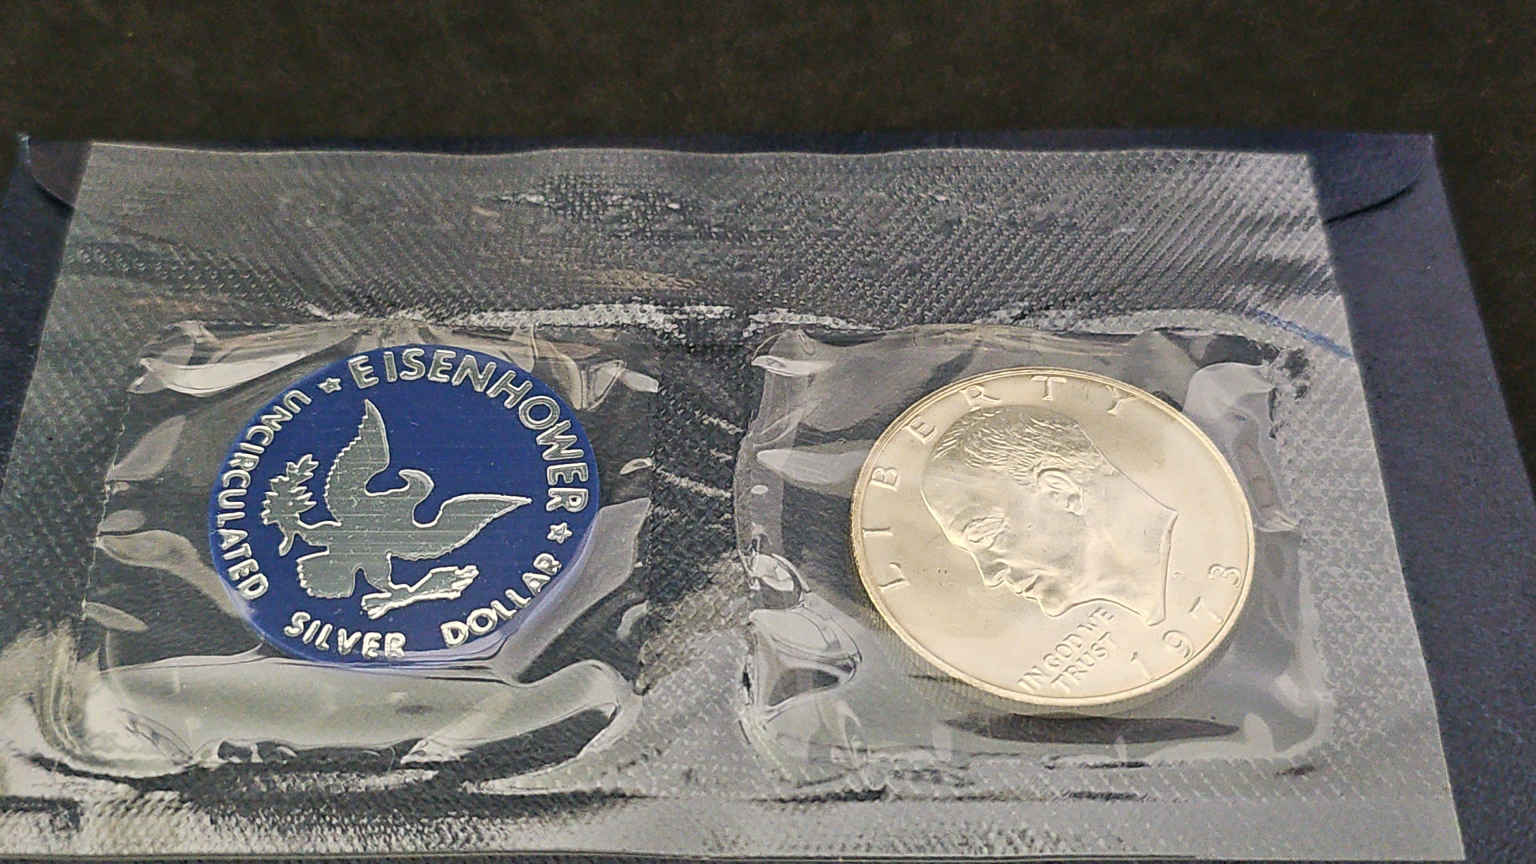 ★ EISENHOWER ★
UNCIRCULATED
SILVER DOLLAR
LIBERTY
IN GOD WE
TRUST
1973